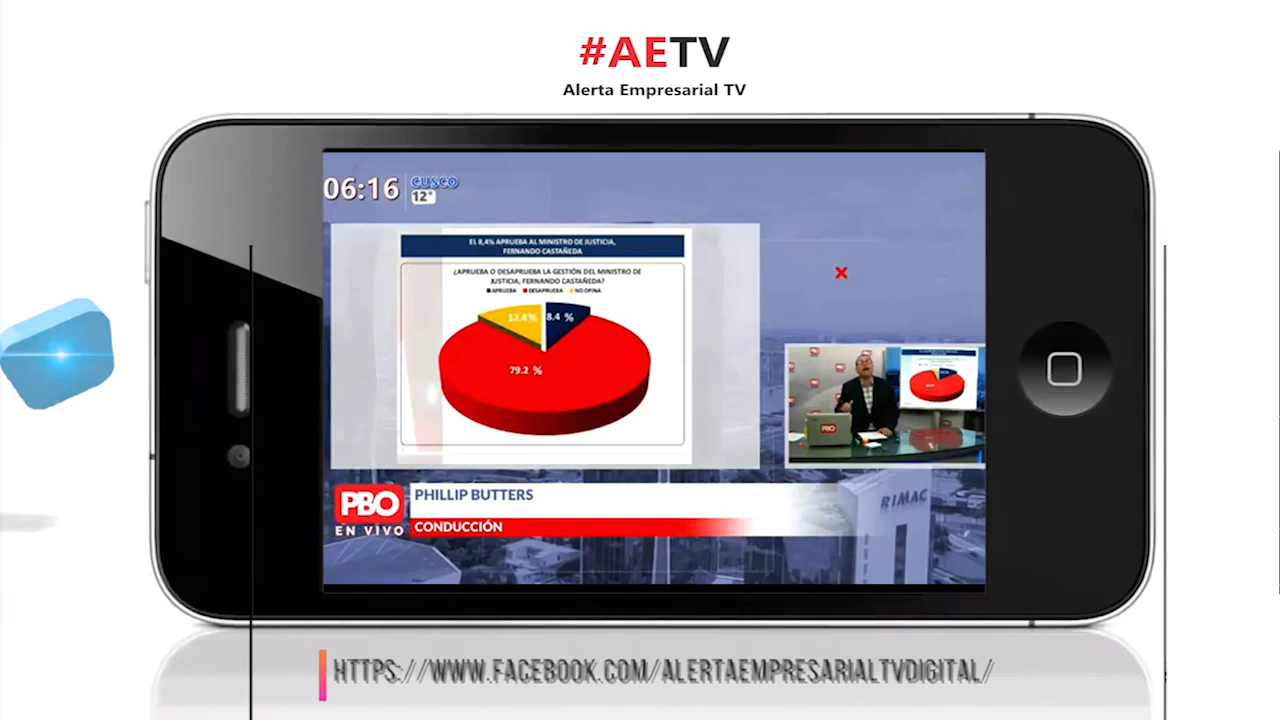 #AETV
Alerta Empresarial TV
06:16
CUSCO
12°
EL 8,4% APRUEBA AL MINISTRO DE JUSTICIA,
FERNANDO CASTAÑEDA
¿APRUEBA O DESAPRUEBA LA GESTIÓN DEL MINISTRO DE
JUSTICIA, FERNANDO CASTAÑEDA?
APRUEBA DESAPRUEBA NO OPINA
12.4% 8.4 %
79.2 %
PBO
PBO
EN VIVO
PHILLIP BUTTERS
CONDUCCIÓN
RIMAC
HTTPS://WWW.FACEBOOK.COM/ALERTAEMPRESARIALTVDIGITAL/